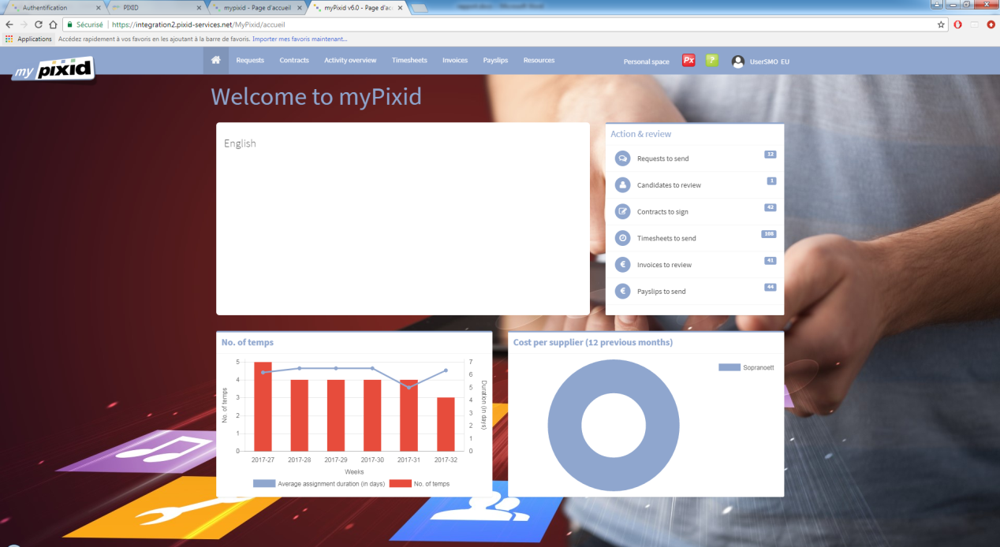 Authentification
PIXID
mypixid - Page d'accueil
myPixid v6.0 - Page d'acc
Sécurisé https://integration2.pixid-services.net/MyPixid/accueil
Applications Accédez rapidement à vos favoris en les ajoutant à la barre de favoris. Importer mes favoris maintenant...
my pixid
Requests Contracts Activity overview Timesheets Invoices Payslips Resources Personal space Px ? UserSMO EU
Welcome to myPixid
English
Action & review
Requests to send 12
Candidates to review 1
Contracts to sign 42
Timesheets to send 108
Invoices to review 41
Payslips to send 44
No. of temps
5
4
3
2
1
0
No. of temps
7
6
5
4
3
2
1
0
Duration (in days)
2017-27 2017-28 2017-29 2017-30 2017-31 2017-32
Weeks
Average assignment duration (in days) No. of temps
Cost per supplier (12 previous months)
Sopranoett